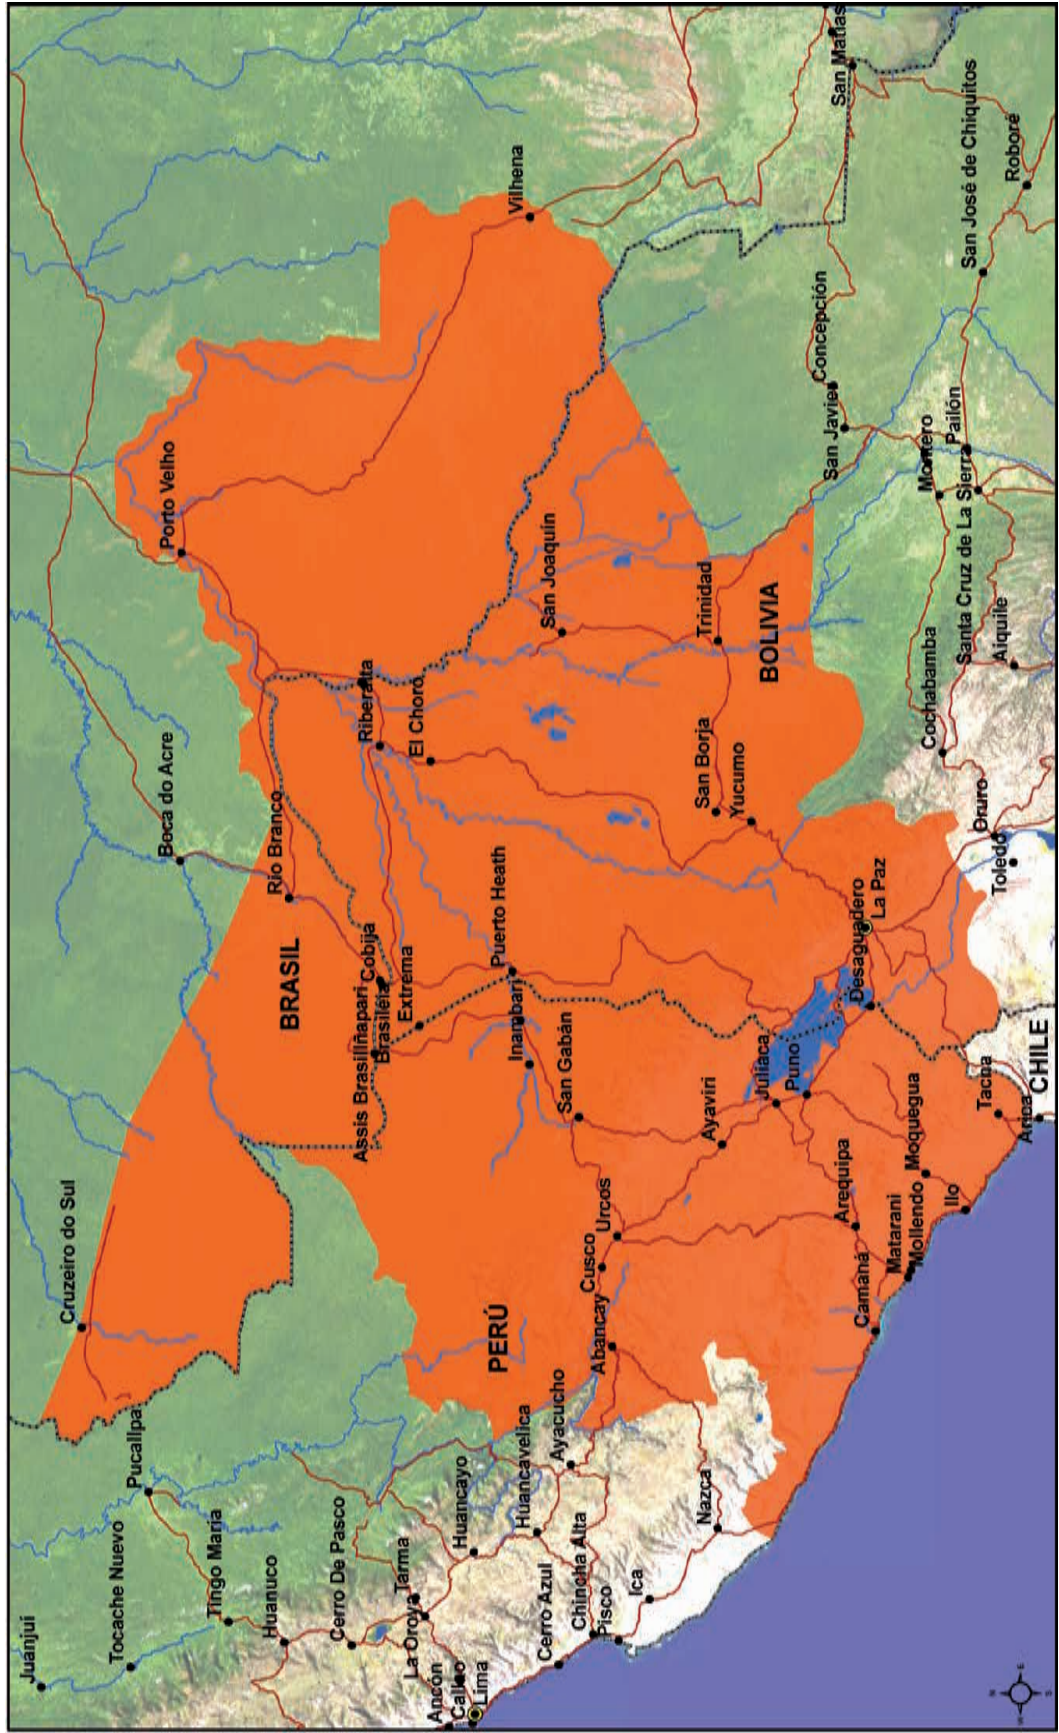 Juanjui
Cruzeiro do Sul
Tocache Nuevo
Pucallpa
Boca do Acre
Porto Velho
Tingo Maria
Huanuco
Rio Branco
BRASIL
Cerro De Pasco
Assis Brasil
Iñapari
Cobija
Brasiléia
Riberalta
Tarma
La Oroya
Extrema
El Choro
Ancón
Callao
Lima
Huancayo
PERÚ
Puerto Heath
Inambari
Vilhena
Huancavelica
Cerro Azul
Ayacucho
San Gabán
San Joaquín
Chincha Alta
Pisco
Abancay
Cusco
Urcos
Ica
Nazca
Ayaviri
San Borja
Trinidad
Yucumo
Juliaca
Puno
BOLIVIA
Arequipa
Camaná
Desaguadero
La Paz
San Javier
Concepción
San Matías
Matarani
Mollendo
Moquegua
Cochabamba
Montero
Ilo
Santa Cruz de La Sierra
Pailón
San José de Chiquitos
Tacna
Oruro
Toledo
Aiquile
Roboré
Arica
CHILE
N
E
S
W